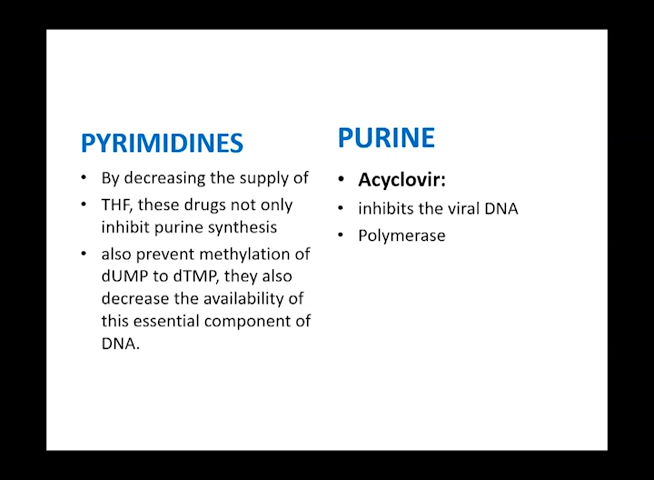 PYRIMIDINES
• By decreasing the supply of
• THF, these drugs not only
inhibit purine synthesis
• also prevent methylation of
dUMP to dTMP, they also
decrease the availability of
this essential component of
DNA.
PURINE
• Acyclovir:
• inhibits the viral DNA
• Polymerase